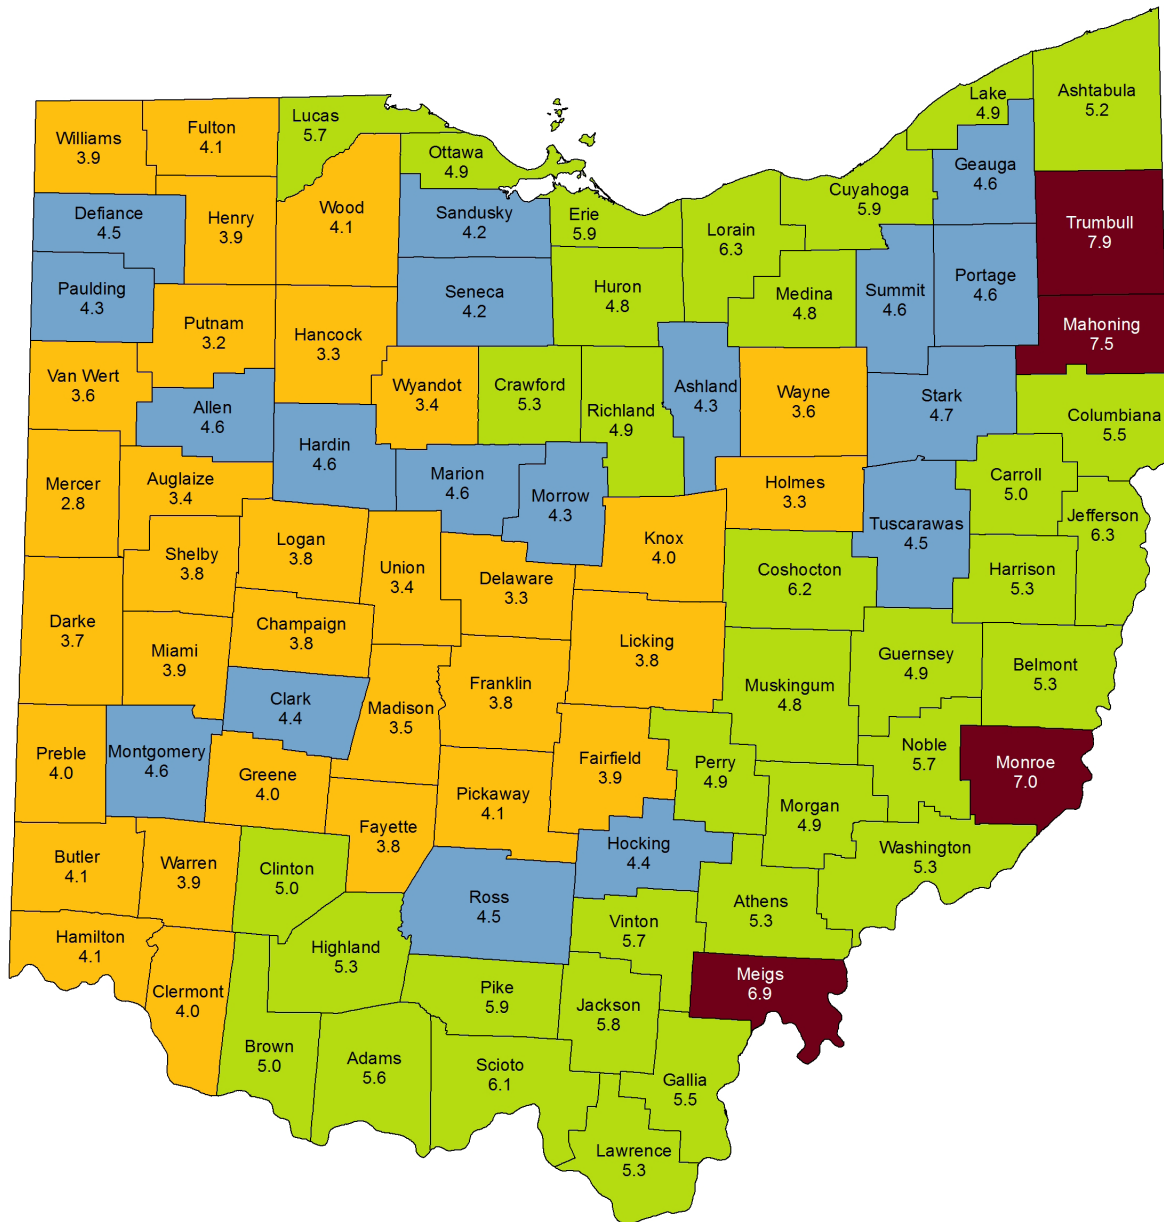 Lake
4.9
Ashtabula
5.2
Lucas
5.7
Fulton
4.1
Williams
3.9
Ottawa
4.9
Geauga
4.6
Cuyahoga
5.9
Wood
4.1
Defiance
4.5
Henry
3.9
Sandusky
4.2
Erie
5.9
Lorain
6.3
Trumbull
7.9
Paulding
4.3
Seneca
4.2
Huron
4.8
Medina
4.8
Summit
4.6
Portage
4.6
Putnam
3.2
Hancock
3.3
Mahoning
7.5
Van Wert
3.6
Wyandot
3.4
Crawford
5.3
Ashland
4.3
Wayne
3.6
Stark
4.7
Allen
4.6
Richland
4.9
Columbiana
5.5
Hardin
4.6
Mercer
2.8
Auglaize
3.4
Marion
4.6
Morrow
4.3
Holmes
3.3
Carroll
5.0
Jefferson
6.3
Tuscarawas
4.5
Logan
3.8
Knox
4.0
Shelby
3.8
Union
3.4
Delaware
3.3
Coshocton
6.2
Harrison
5.3
Darke
3.7
Champaign
3.8
Licking
3.8
Miami
3.9
Guernsey
4.9
Belmont
5.3
Clark
4.4
Franklin
3.8
Muskingum
4.8
Madison
3.5
Preble
4.0
Montgomery
4.6
Fairfield
3.9
Perry
4.9
Noble
5.7
Monroe
7.0
Greene
4.0
Pickaway
4.1
Morgan
4.9
Fayette
3.8
Hocking
4.4
Washington
5.3
Butler
4.1
Warren
3.9
Clinton
5.0
Ross
4.5
Athens
5.3
Vinton
5.7
Hamilton
4.1
Highland
5.3
Meigs
6.9
Clermont
4.0
Pike
5.9
Jackson
5.8
Brown
5.0
Adams
5.6
Scioto
6.1
Gallia
5.5
Lawrence
5.3